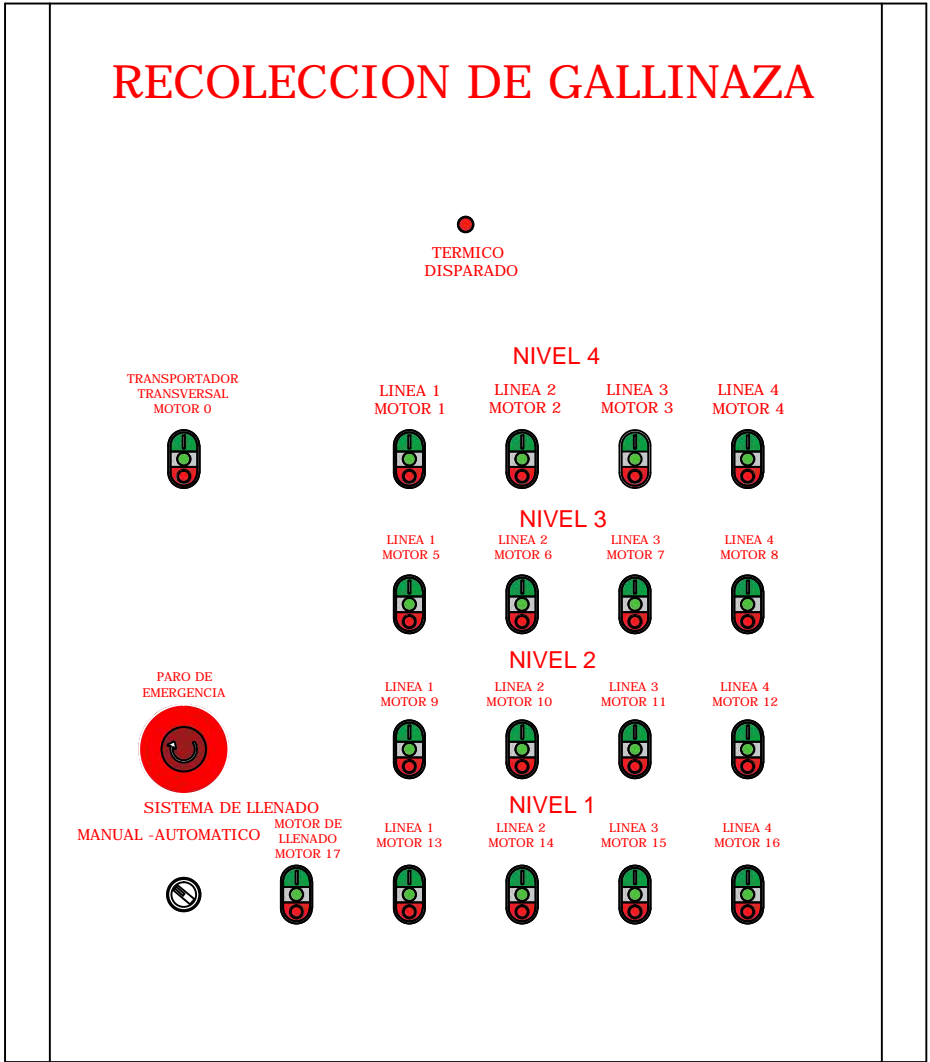 RECOLECCION DE GALLINAZA
TERMICO
DISPARADO
TRANSPORTADOR
TRANSVERSAL
MOTOR 0
NIVEL 4
LINEA 1
MOTOR 1
LINEA 2
MOTOR 2
LINEA 3
MOTOR 3
LINEA 4
MOTOR 4
NIVEL 3
LINEA 1
MOTOR 5
LINEA 2
MOTOR 6
LINEA 3
MOTOR 7
LINEA 4
MOTOR 8
PARO DE
EMERGENCIA
NIVEL 2
LINEA 1
MOTOR 9
LINEA 2
MOTOR 10
LINEA 3
MOTOR 11
LINEA 4
MOTOR 12
SISTEMA DE LLENADO
MANUAL -AUTOMATICO
MOTOR DE
LLENADO
MOTOR 17
NIVEL 1
LINEA 1
MOTOR 13
LINEA 2
MOTOR 14
LINEA 3
MOTOR 15
LINEA 4
MOTOR 16